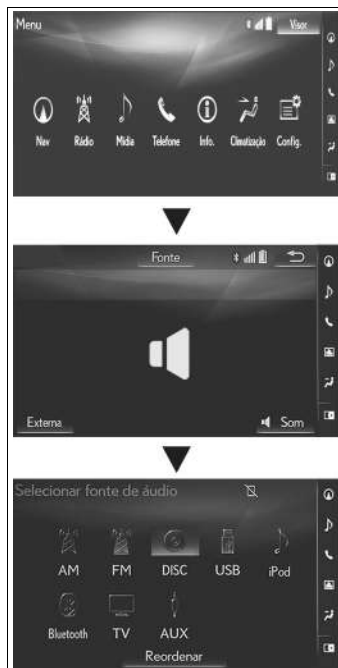 Menu
Visor
Nav Rádio Mídia Telefone Info. Climatização Config.
Fonte
Externa Som
Selecionar fonte de áudio
AM FM DISC USB iPod
Bluetooth TV AUX
Reordenar